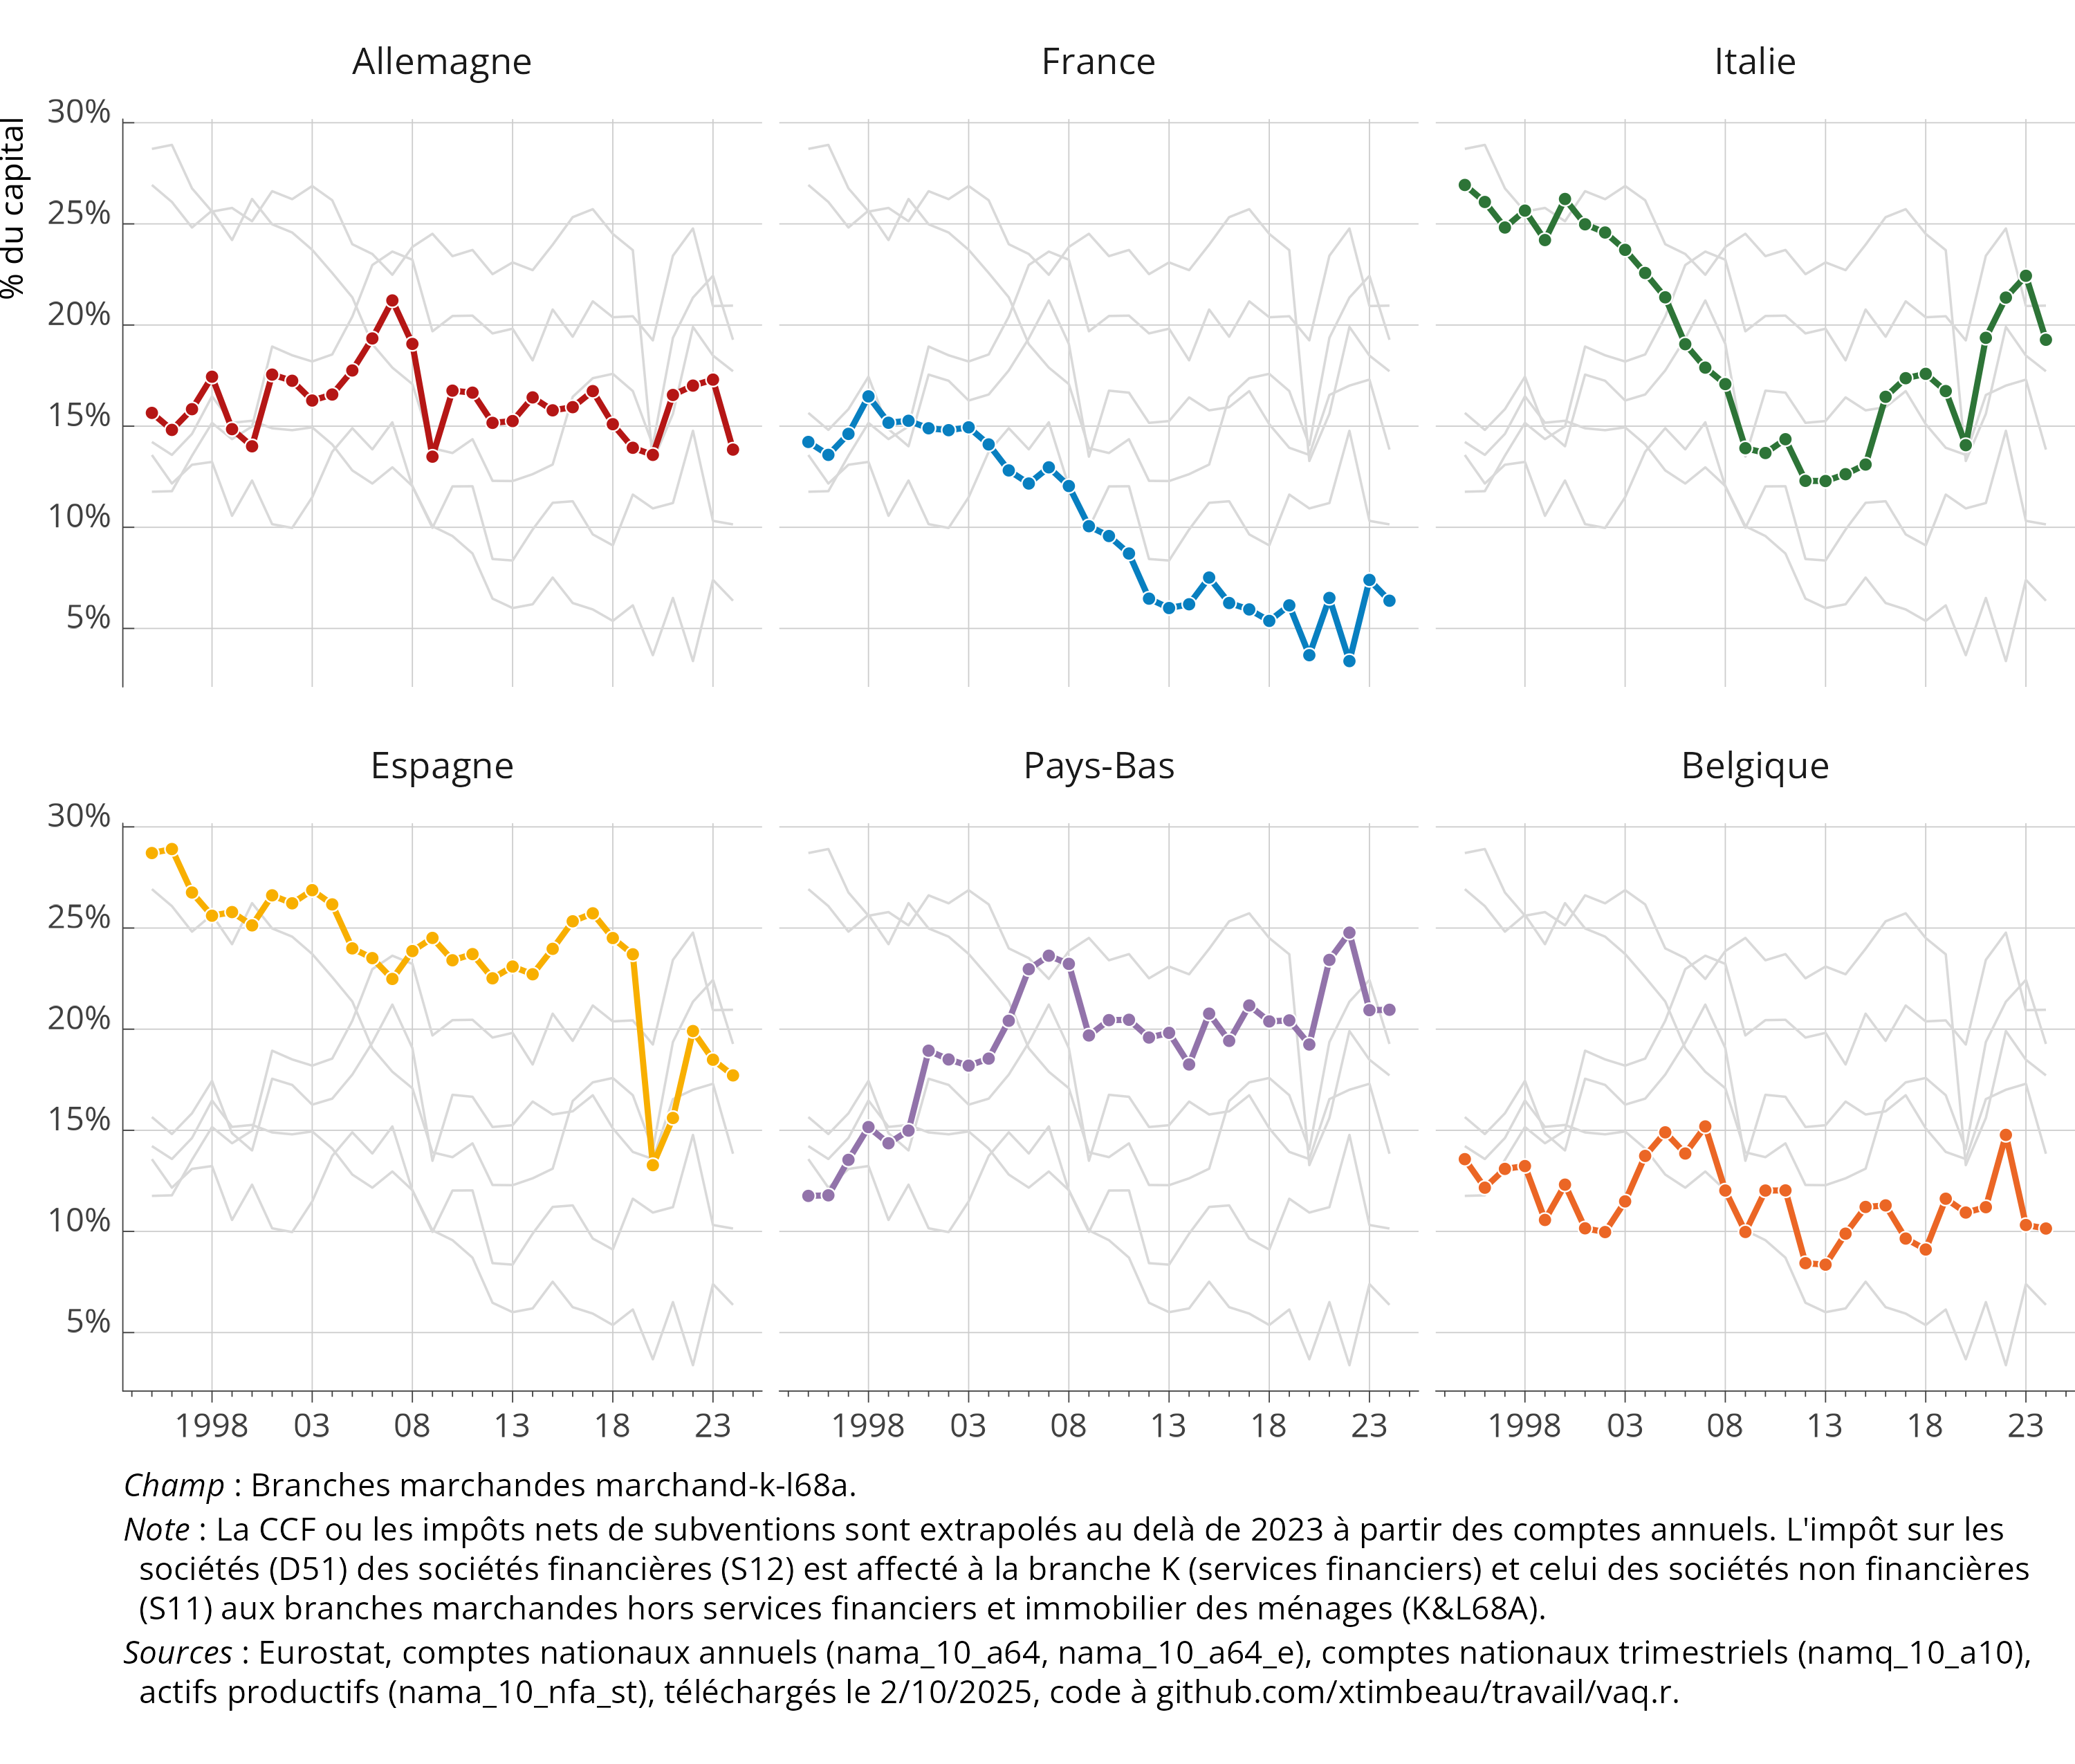 Allemagne
France
Italie
% du capital
30%
25%
20%
15%
10%
5%
Espagne
Pays-Bas
Belgique
30%
25%
20%
15%
10%
5%
1998 03 08 13 18 23
1998 03 08 13 18 23
1998 03 08 13 18 23
Champ : Branches marchandes marchand-k-l68a.
Note : La CCF ou les impôts nets de subventions sont extrapolés au delà de 2023 à partir des comptes annuels. L'impôt sur les
sociétés (D51) des sociétés financières (S12) est affecté à la branche K (services financiers) et celui des sociétés non financières
(S11) aux branches marchandes hors services financiers et immobilier des ménages (K&L68A).
Sources : Eurostat, comptes nationaux annuels (nama_10_a64, nama_10_a64_e), comptes nationaux trimestriels (namq_10_a10),
actifs productifs (nama_10_nfa_st), téléchargés le 2/10/2025, code à github.com/xtimbeau/travail/vaq.r.